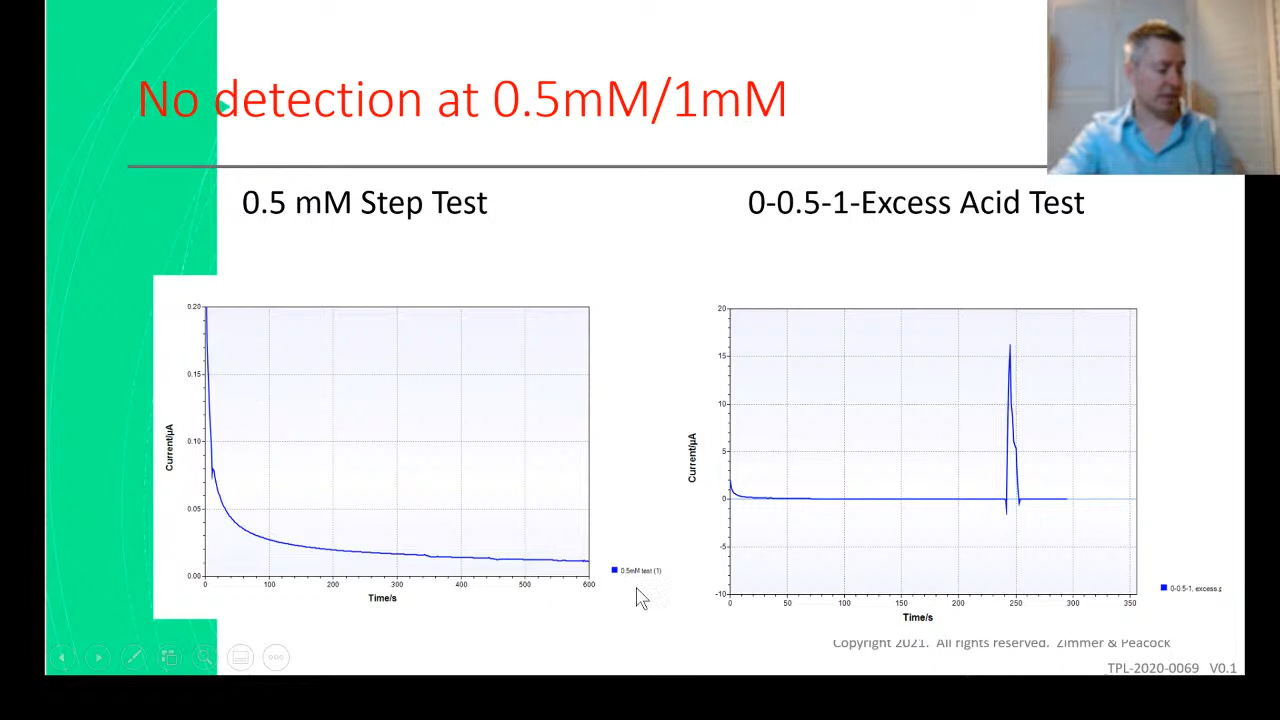 No detection at 0.5mM/1mM
0.5 mM Step Test
0-0.5-1-Excess Acid Test
0.20
0.15
0.10
0.05
0.00
Current/µA
0
100
200
300
400
500
600
Time/s
0.5mM test (1)
20
15
10
5
0
-5
-10
Current/µA
0
50
100
150
200
250
300
350
Time/s
0-0.5-1, excess.p
Copyright 2021. All rights reserved. Zimmer & Peacock
TPL-2020-0069 V0.1